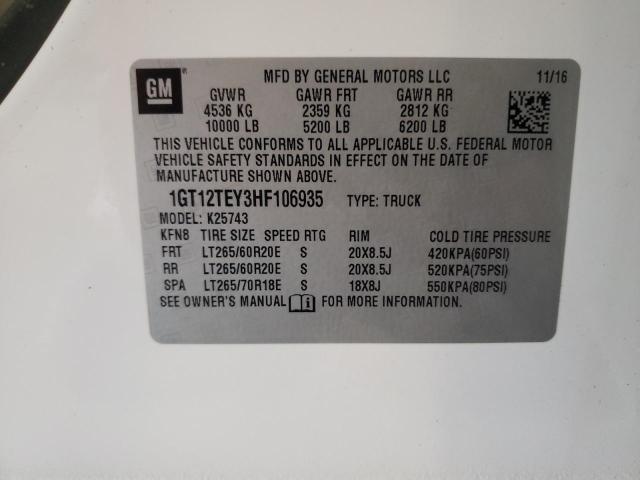 GM
MFD BY GENERAL MOTORS LLC 11/16
GVWR GAWR FRT GAWR RR
4536 KG 2359 KG 2812 KG
10000 LB 5200 LB 6200 LB
THIS VEHICLE CONFORMS TO ALL APPLICABLE U.S. FEDERAL MOTOR
VEHICLE SAFETY STANDARDS IN EFFECT ON THE DATE OF
MANUFACTURE SHOWN ABOVE.
1GT12TEY3HF106935 TYPE: TRUCK
MODEL: K25743
KFNB TIRE SIZE SPEED RTG RIM COLD TIRE PRESSURE
FRT LT265/60R20E S 20X8.5J 420KPA(60PSI)
RR LT265/60R20E S 20X8.5J 520KPA(75PSI)
SPA LT265/70R18E S 18X8J 550KPA(80PSI)
SEE OWNER'S MANUAL FOR MORE INFORMATION.